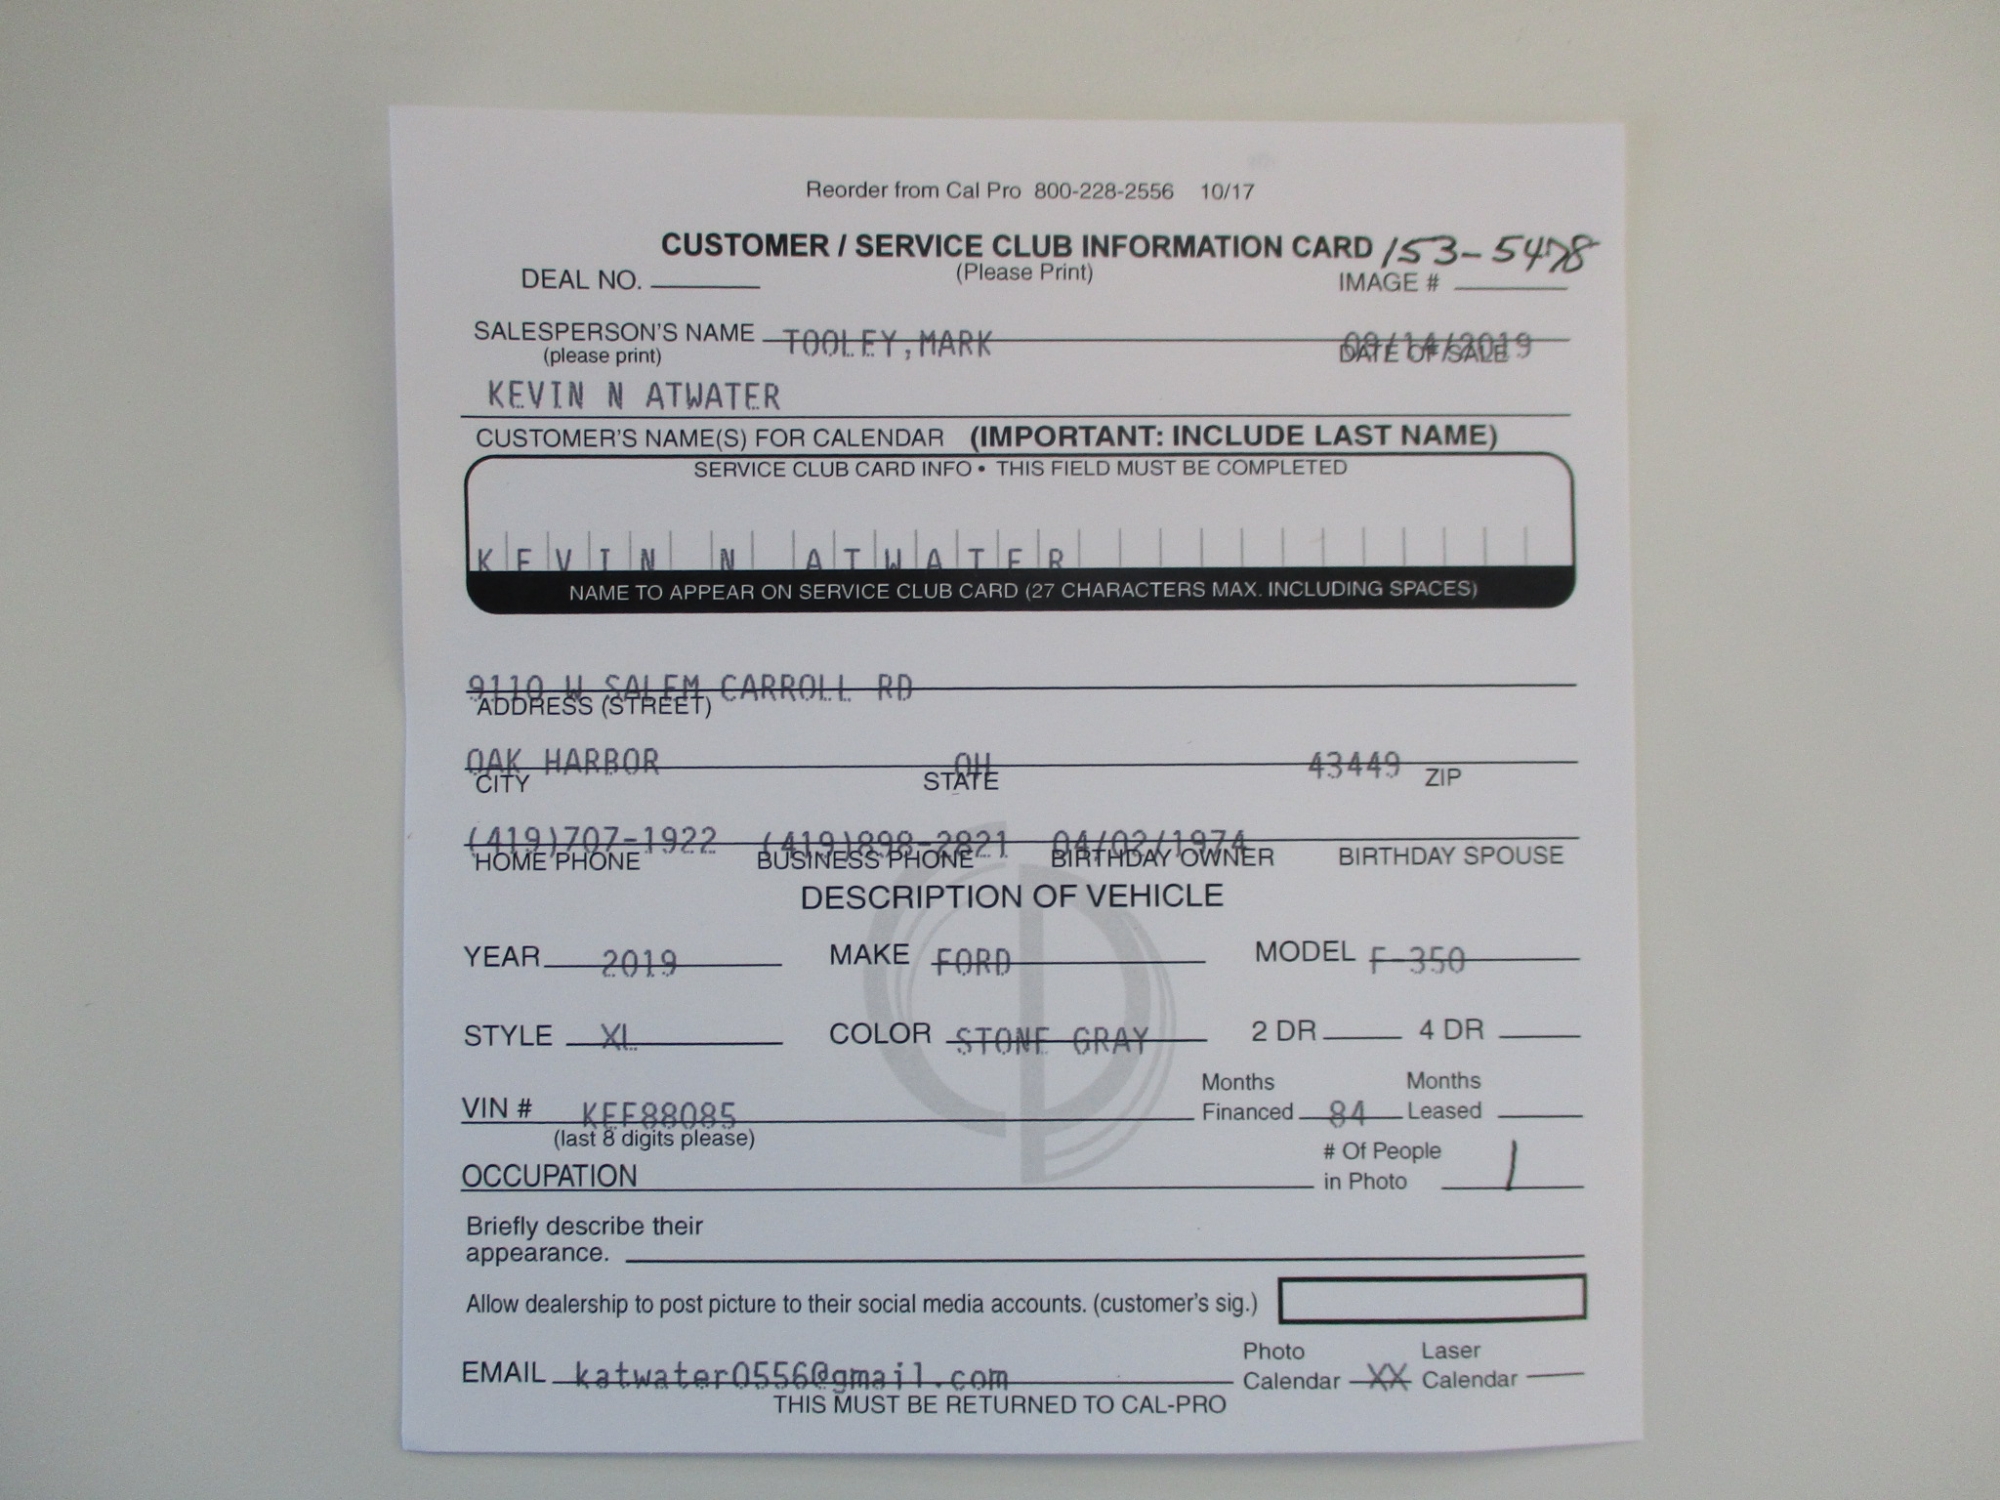 Reorder from Cal Pro 800-228-2556 10/17
CUSTOMER / SERVICE CLUB INFORMATION CARD 153-5478
(Please Print)
DEAL NO. IMAGE #
SALESPERSON'S NAME TOOLEY,MARK 09/14/2019
(please print) DATE OF SALE
KEVIN N ATWATER
CUSTOMER'S NAME(S) FOR CALENDAR (IMPORTANT: INCLUDE LAST NAME)
SERVICE CLUB CARD INFO • THIS FIELD MUST BE COMPLETED
KEVIN N ATWATER
NAME TO APPEAR ON SERVICE CLUB CARD (27 CHARACTERS MAX. INCLUDING SPACES)
9110 W SALEM CARROLL RD
ADDRESS (STREET)
OAK HARBOR OH 43449 ZIP
CITY STATE
(419)707-1922 (419)898-2821 04/02/1974
HOME PHONE BUSINESS PHONE BIRTHDAY OWNER BIRTHDAY SPOUSE
DESCRIPTION OF VEHICLE
YEAR 2019 MAKE FORD MODEL F-350
STYLE XL COLOR STONE GRAY 2 DR 4 DR
Months Months
VIN # KEF88085 Financed 84 Leased
(last 8 digits please)
# Of People
OCCUPATION in Photo 1
Briefly describe their
appearance.
Allow dealership to post picture to their social media accounts. (customer's sig.)
Photo Laser
EMAIL katwater0556@gmail.com Calendar XX Calendar
THIS MUST BE RETURNED TO CAL-PRO